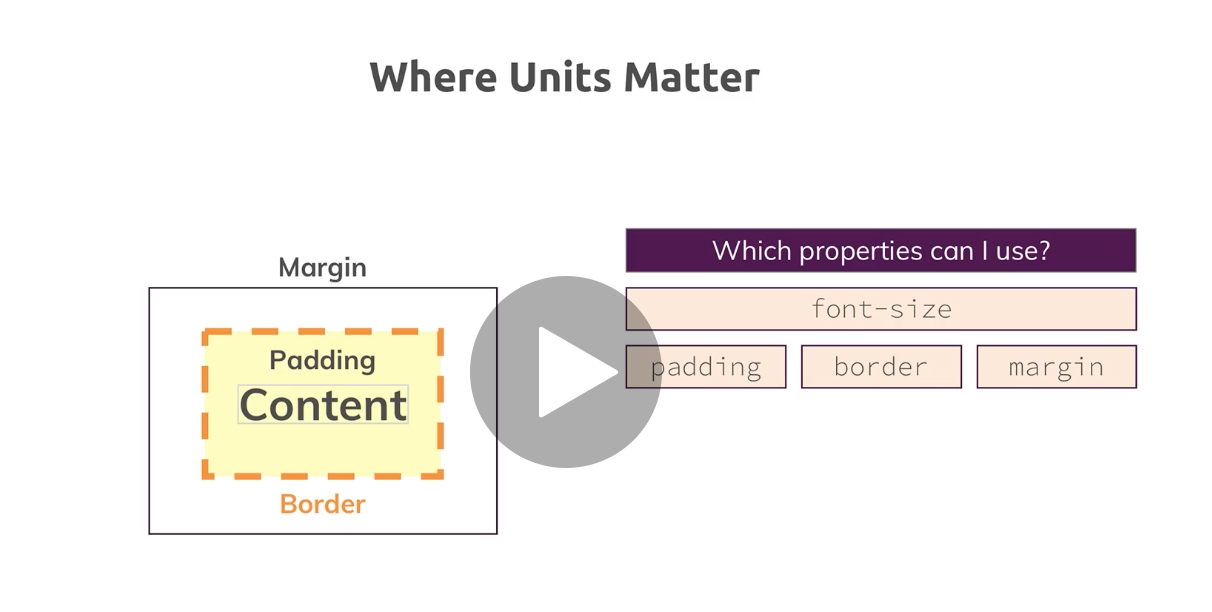 Where Units Matter
Margin
Padding
Content
Border
Which properties can I use?
font-size
padding border margin